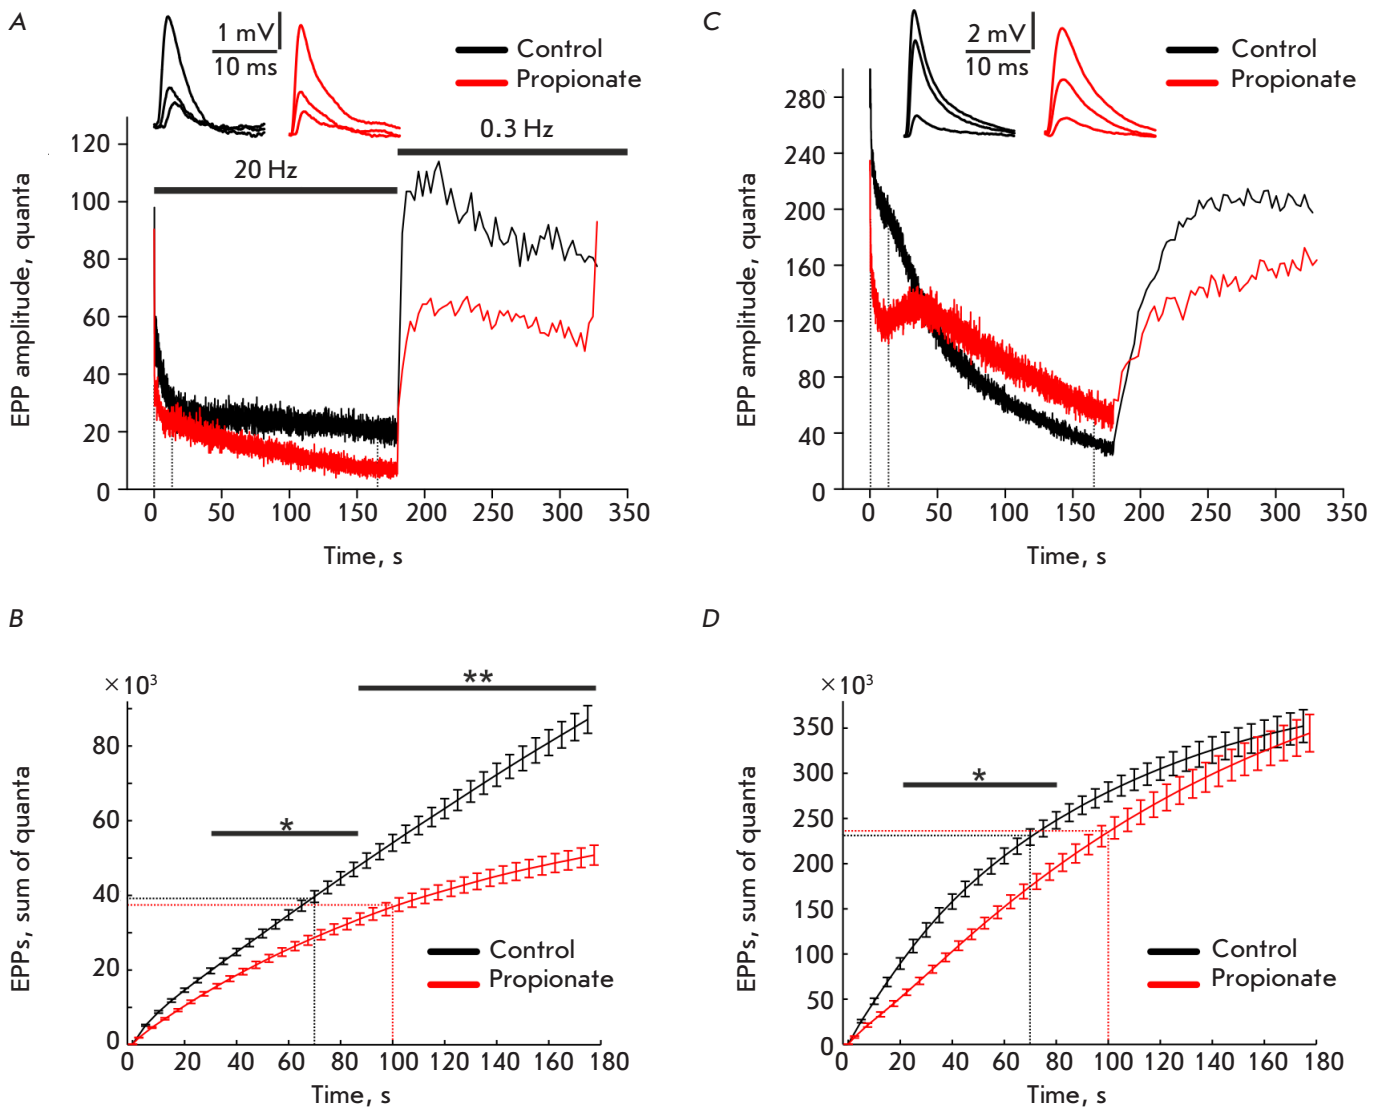 A
1 mV
10 ms
Control
Propionate
20 Hz
0.3 Hz
EPP amplitude, quanta
120
100
80
60
40
20
0
0 50 100 150 200 250 300 350
Time, s
C
2 mV
10 ms
Control
Propionate
EPP amplitude, quanta
280
240
200
160
120
80
40
0
0 50 100 150 200 250 300 350
Time, s
B
×10³
**
*
EPPs, sum of quanta
80
60
40
20
0
Control
Propionate
0 20 40 60 80 100 120 140 160 180
Time, s
D
×10³
*
EPPs, sum of quanta
350
300
250
200
150
100
50
0
Control
Propionate
20 40 60 80 100 120 140 160 180
Time, s